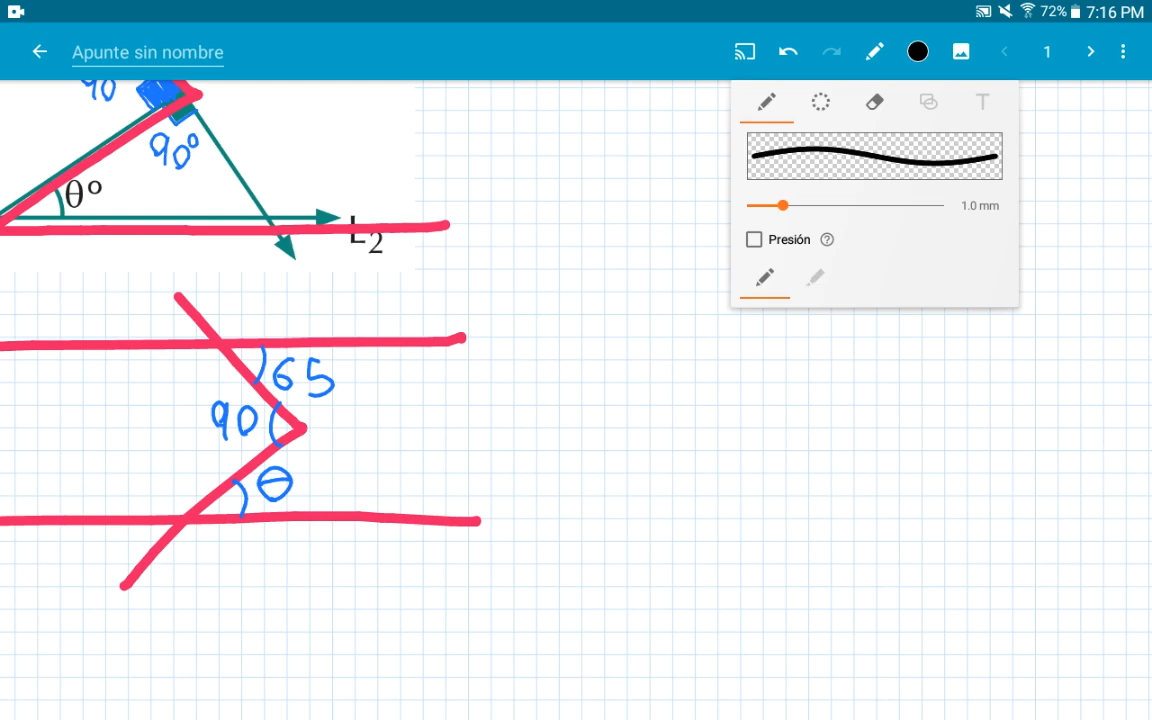 72% 7:16 PM
Apunte sin nombre
1
90
90°
θ°
L2
1.0 mm
Presión
65
90
θ